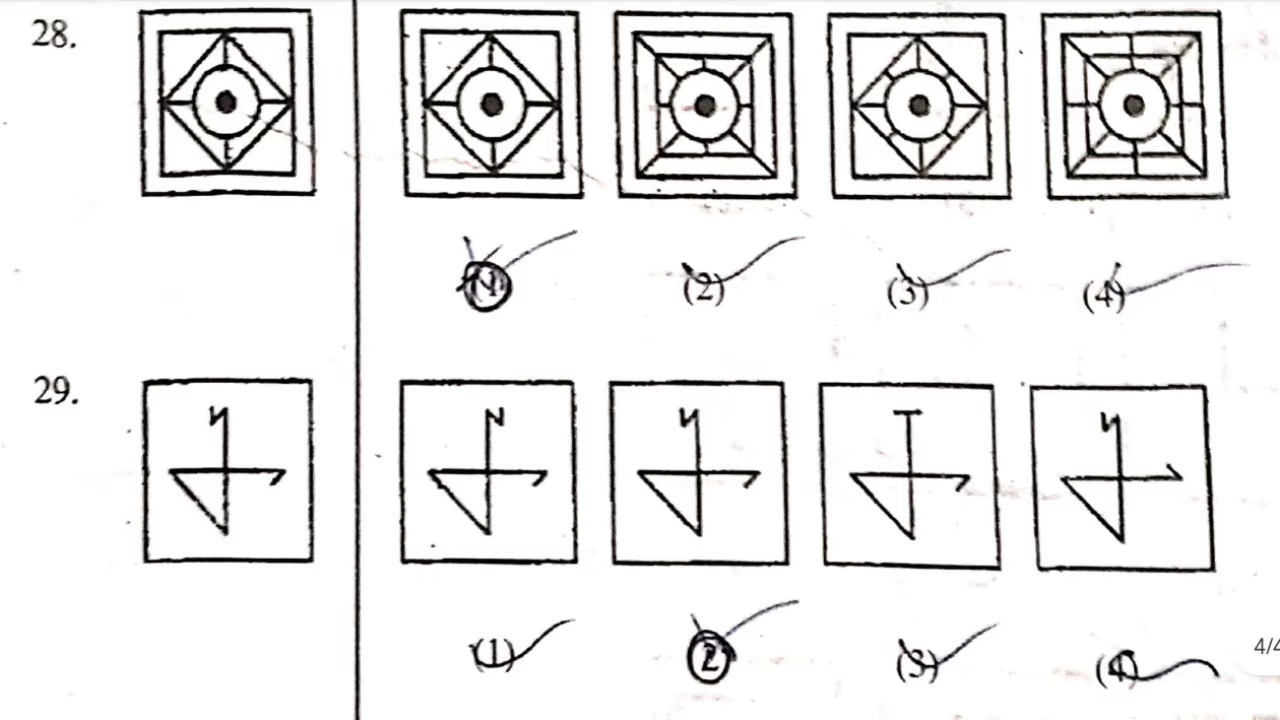 28.
(1) (2) (3) (4)
29.
(1) (2) (3) (4)
4/4